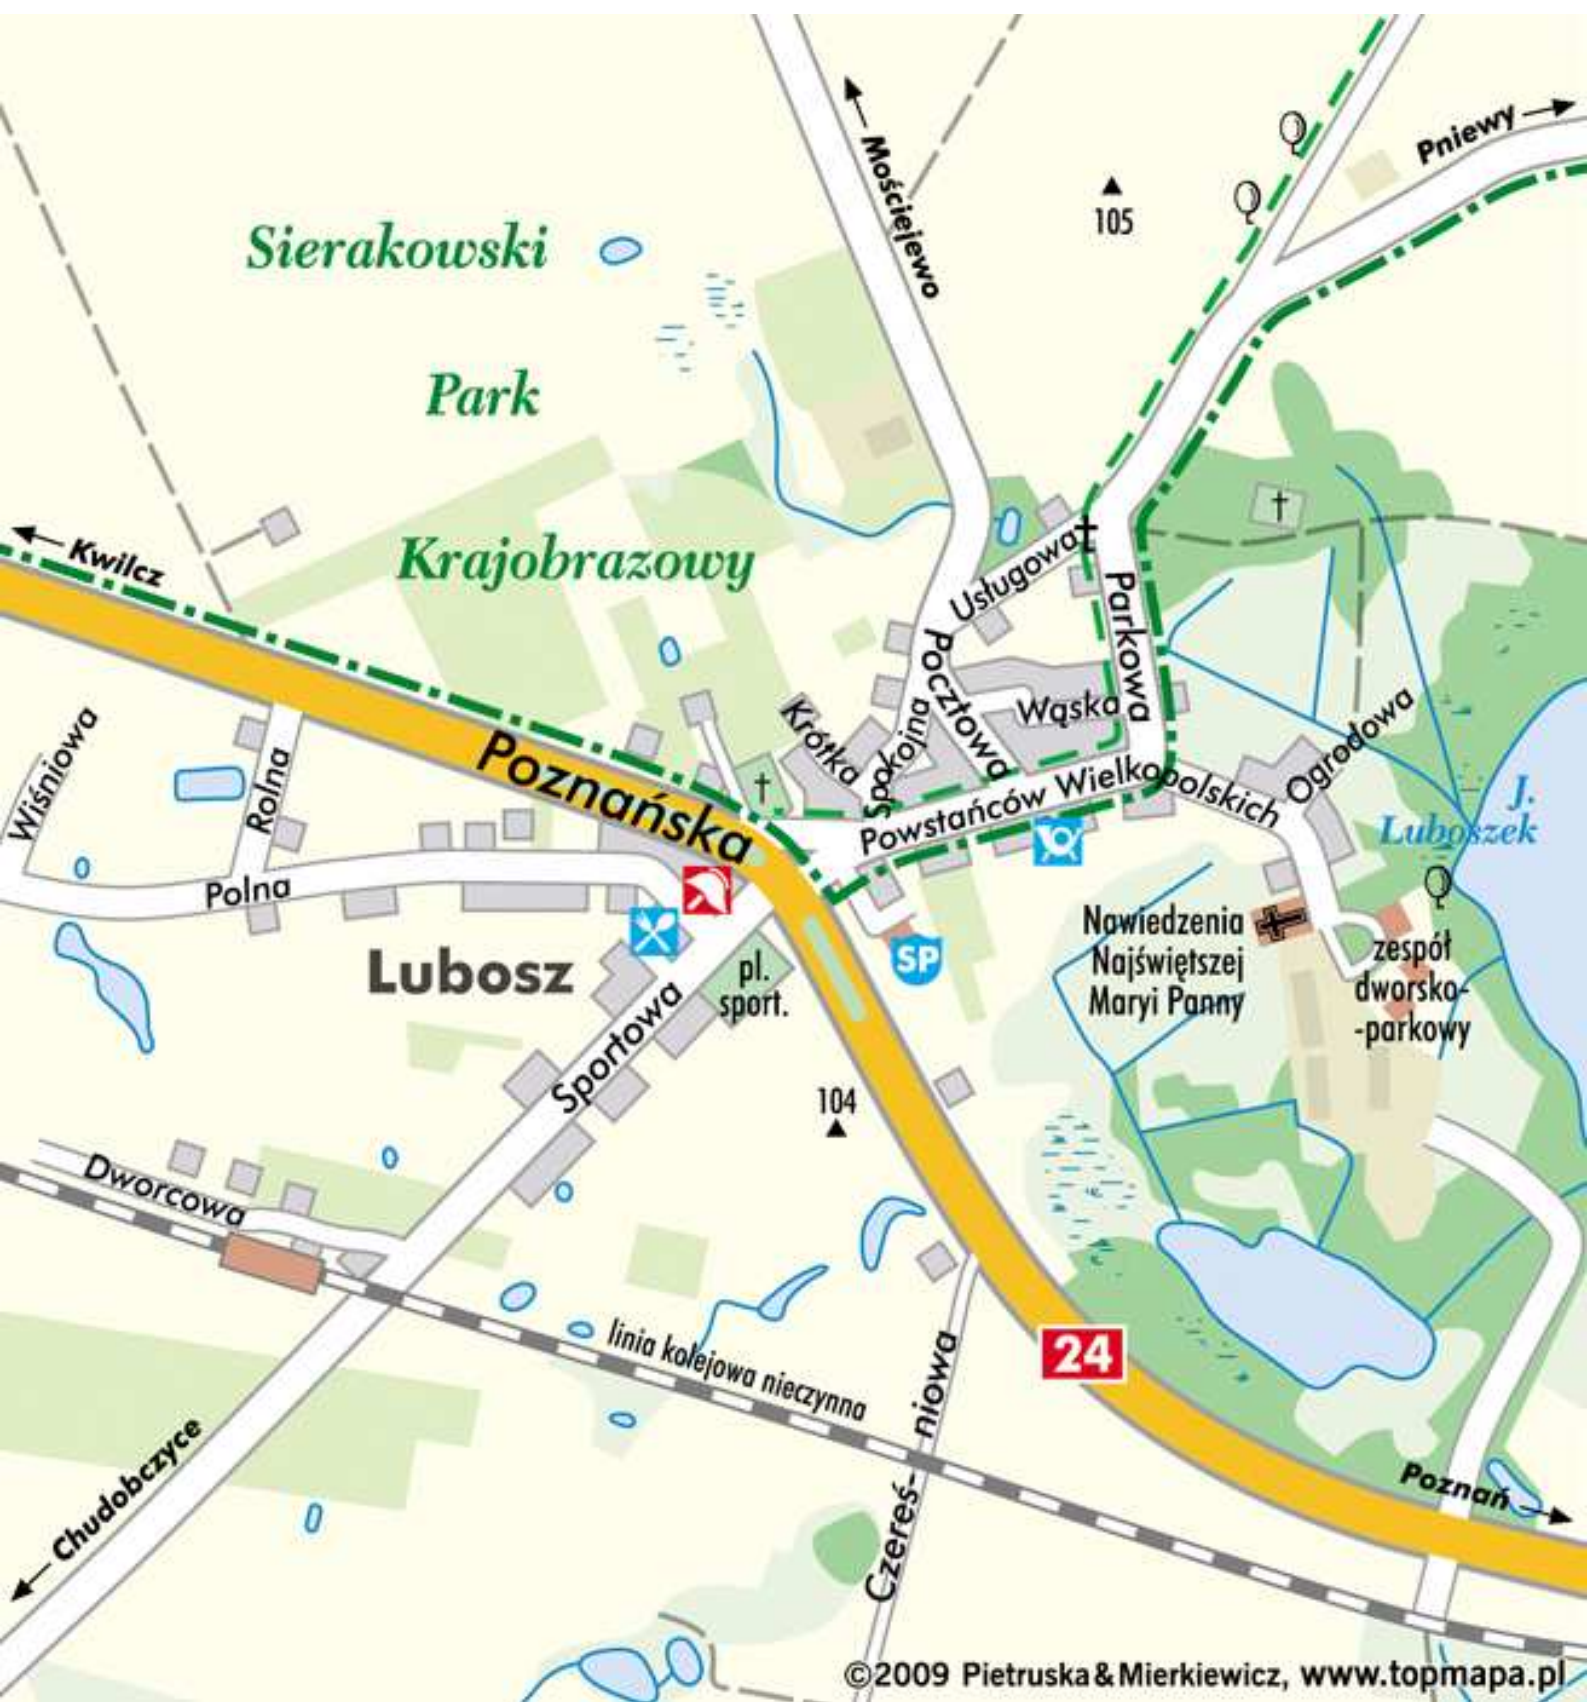 Pniewy
Mościejewo
105
Sierakowski
Park
Krajobrazowy
Kwilcz
Usługowa
Parkowa
Pocztowa
Wąska
Krótka
Spokojna
Ogrodowa
Wiśniowa
Rolna
Poznańska
Powstańców Wielkopolskich
J.
Luboszek
Polna
Nawiedzenia
Najświętszej
Maryi Panny
zespół
dworsko-
-parkowy
SP
Lubosz
pl.
sport.
Sportowa
104
Dworcowa
linia kolejowa nieczynna
24
Czereś-
niowa
Chudobczyce
Poznań
©2009 Pietruska&Mierkiewicz, www.topmapa.pl